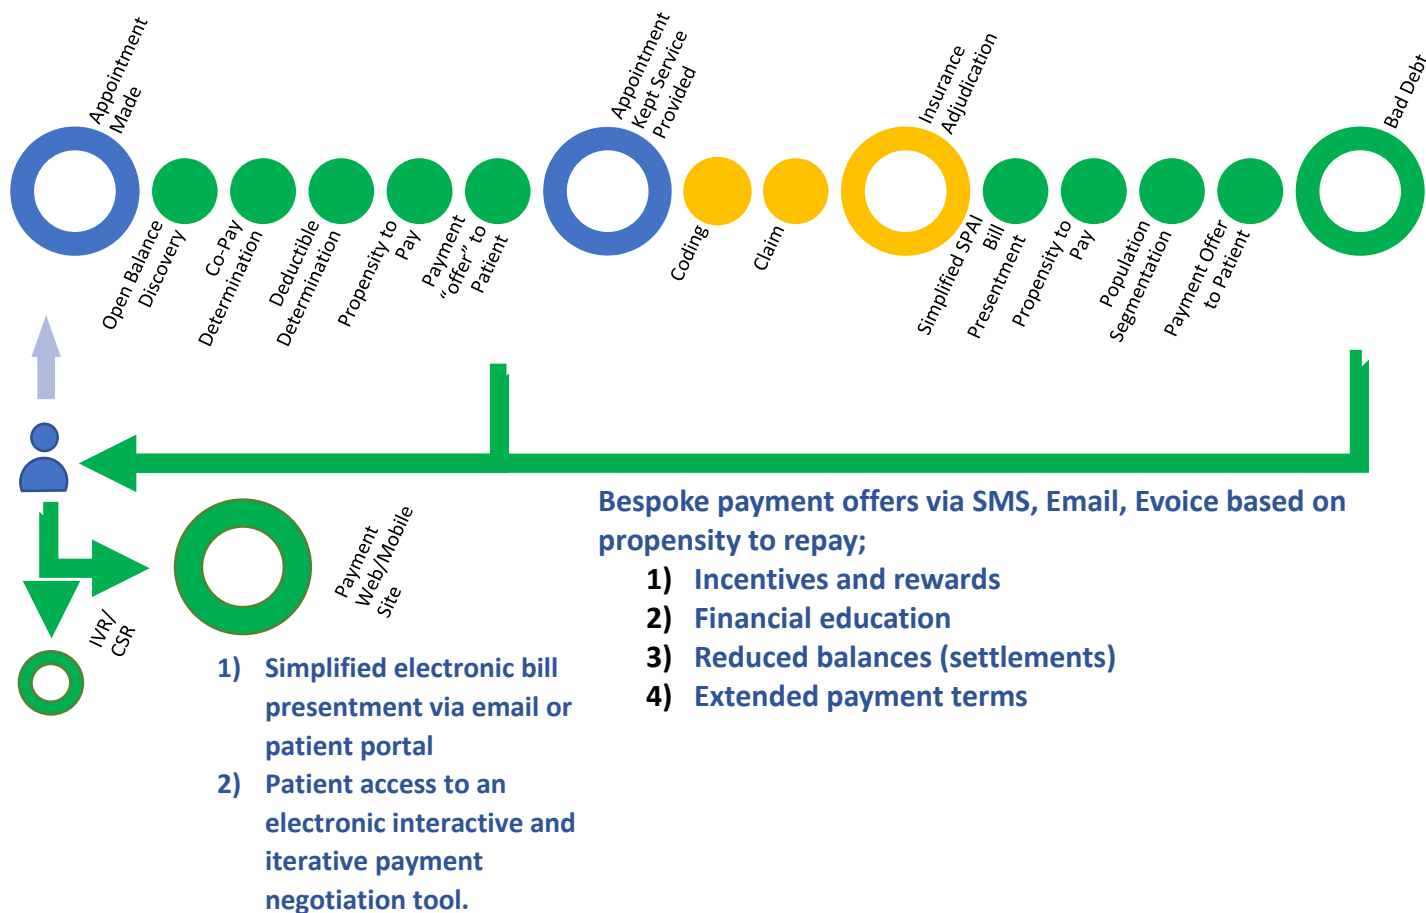 Appointment
Made
Open Balance
Discovery
Co-Pay
Determination
Deductible
Determination
Propensity to
Pay
Payment
“offer” to
Patient
Appointment
Kept Service
Provided
Coding
Claim
Insurance
Adjudication
Simplified SPAI
Bill
Presentment
Propensity to
Pay
Population
Segmentation
Payment Offer
to Patient
Bad Debt
Payment
Web/Mobile
Site
IVR/
CSR
1) Simplified electronic bill
presentment via email or
patient portal
2) Patient access to an
electronic interactive and
iterative payment
negotiation tool.
Bespoke payment offers via SMS, Email, Evoice based on
propensity to repay;
1) Incentives and rewards
2) Financial education
3) Reduced balances (settlements)
4) Extended payment terms